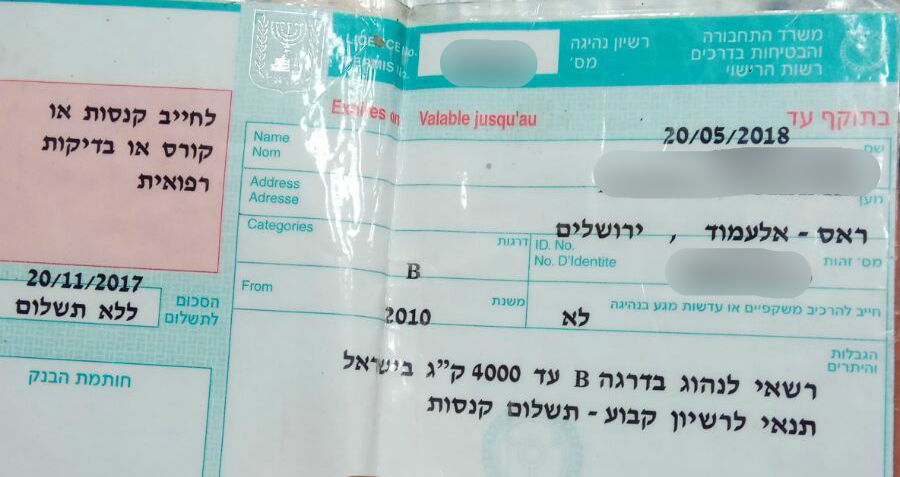 משרד התחבורה
והבטיחות בדרכים
רשות הרישוי
רשיון נהיגה
מס׳
LICENCE NO.
PERMIS NO.
בתוקף עד
Expires on Valable jusqu'au
20/05/2018
Name
Nom
שם
Address
Adresse
מען
ראס - אלעמוד , ירושלים
Categories
דרגות
B
ID. No.
No. D'Identite
מס׳ זהות
From
משנת
2010
חייב להרכיב משקפיים או עדשות מגע בנהיגה
לא
הגבלות
והיתרים
רשאי לנהוג בדרגה B עד 4000 ק״ג בישראל
תנאי לרשיון קבוע - תשלום קנסות
לחייב קנסות או
קורס או בדיקות
רפואית
20/11/2017
הסכום
לתשלום
ללא תשלום
חותמת הבנק